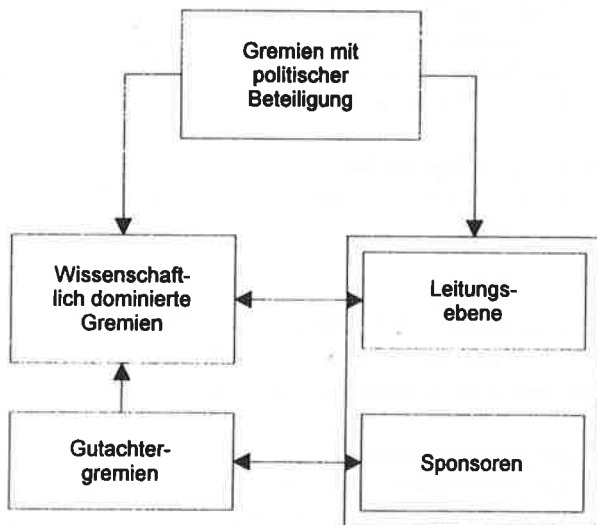 Gremien mit
politischer
Beteiligung
Wissenschaft-
lich dominierte
Gremien
Leitungs-
ebene
Gutachter-
gremien
Sponsoren